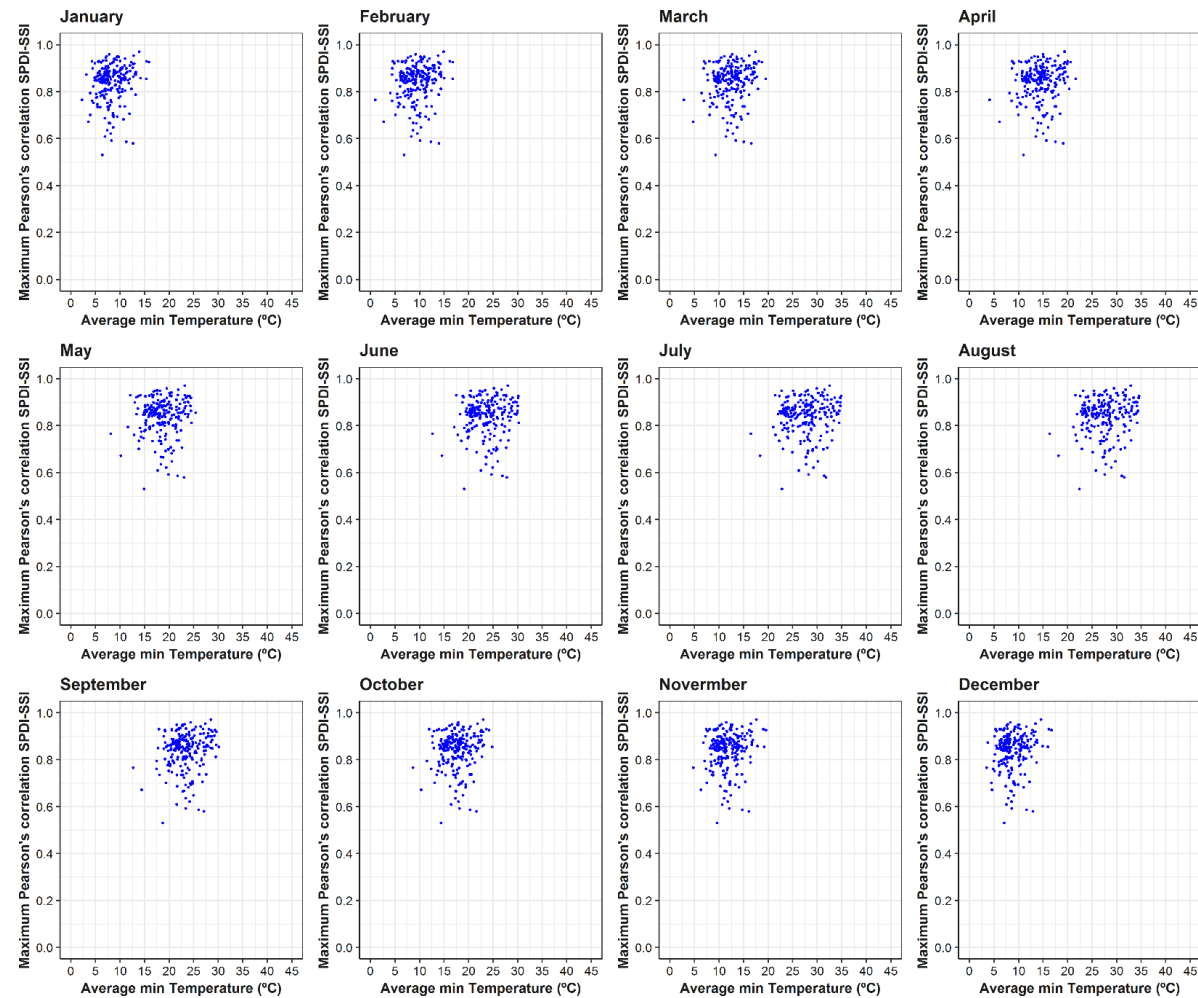 January February March April
Maximum Pearson's correlation SPDI-SSI Maximum Pearson's correlation SPDI-SSI Maximum Pearson's correlation SPDI-SSI Maximum Pearson's correlation SPDI-SSI
1.0 1.0 1.0 1.0
0.8 0.8 0.8 0.8
0.6 0.6 0.6 0.6
0.4 0.4 0.4 0.4
0.2 0.2 0.2 0.2
0.0 0.0 0.0 0.0
0 5 10 15 20 25 30 35 40 45 0 5 10 15 20 25 30 35 40 45 0 5 10 15 20 25 30 35 40 45 0 5 10 15 20 25 30 35 40 45
Average min Temperature (ºC) Average min Temperature (ºC) Average min Temperature (ºC) Average min Temperature (ºC)
May June July August
Maximum Pearson's correlation SPDI-SSI Maximum Pearson's correlation SPDI-SSI Maximum Pearson's correlation SPDI-SSI Maximum Pearson's correlation SPDI-SSI
1.0 1.0 1.0 1.0
0.8 0.8 0.8 0.8
0.6 0.6 0.6 0.6
0.4 0.4 0.4 0.4
0.2 0.2 0.2 0.2
0.0 0.0 0.0 0.0
0 5 10 15 20 25 30 35 40 45 0 5 10 15 20 25 30 35 40 45 0 5 10 15 20 25 30 35 40 45 0 5 10 15 20 25 30 35 40 45
Average min Temperature (ºC) Average min Temperature (ºC) Average min Temperature (ºC) Average min Temperature (ºC)
September October Novermber December
Maximum Pearson's correlation SPDI-SSI Maximum Pearson's correlation SPDI-SSI Maximum Pearson's correlation SPDI-SSI Maximum Pearson's correlation SPDI-SSI
1.0 1.0 1.0 1.0
0.8 0.8 0.8 0.8
0.6 0.6 0.6 0.6
0.4 0.4 0.4 0.4
0.2 0.2 0.2 0.2
0.0 0.0 0.0 0.0
0 5 10 15 20 25 30 35 40 45 0 5 10 15 20 25 30 35 40 45 0 5 10 15 20 25 30 35 40 45 0 5 10 15 20 25 30 35 40 45
Average min Temperature (ºC) Average min Temperature (ºC) Average min Temperature (ºC) Average min Temperature (ºC)